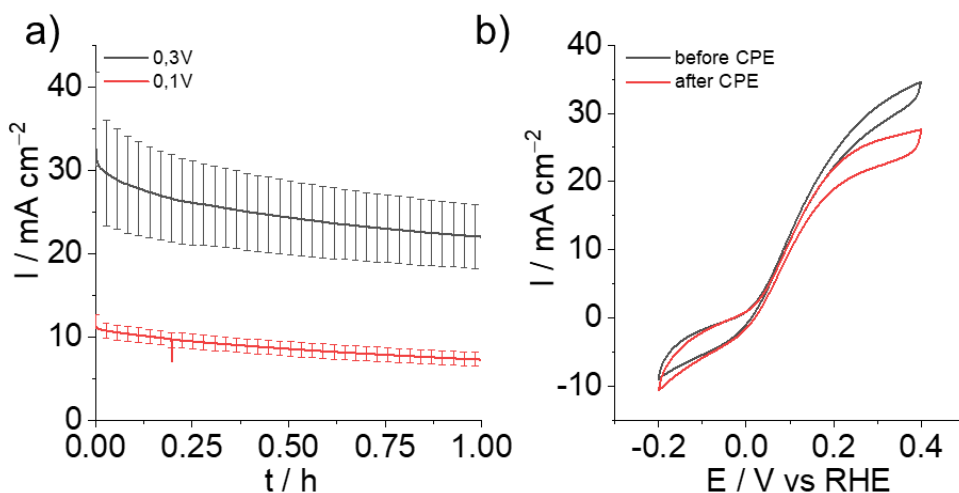 a)
0,3V
0,1V
40
30
20
10
0
I / mA cm⁻²
0.00 0.25 0.50 0.75 1.00
t / h
b)
before CPE
after CPE
40
30
20
10
0
-10
I / mA cm⁻²
-0.2 0.0 0.2 0.4
E / V vs RHE